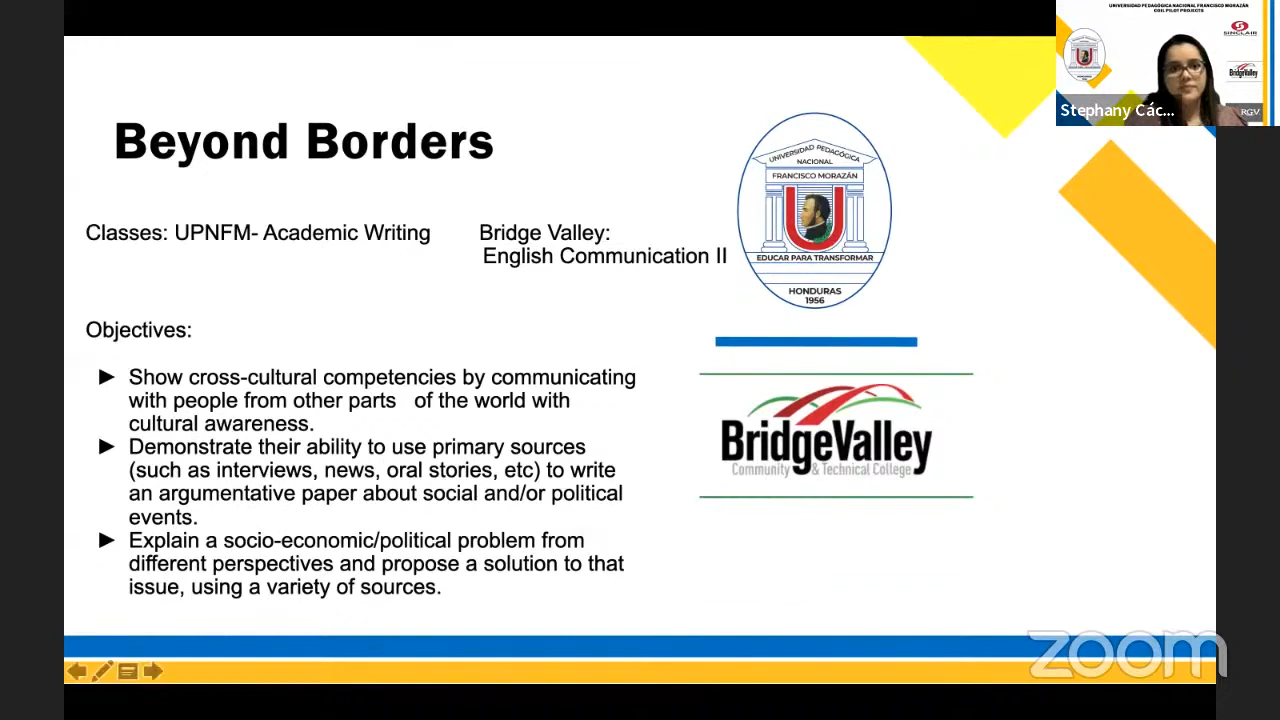 UNIVERSIDAD PEDAGÓGICA NACIONAL FRANCISCO MORAZÁN
COIL PILOT PROJECTS
SINCLAIR
BridgeValley
RGV
Stephany Các...
Beyond Borders
Classes: UPNFM- Academic Writing
Bridge Valley:
English Communication II
UNIVERSIDAD PEDAGÓGICA
NACIONAL
FRANCISCO MORAZÁN
EDUCAR PARA TRANSFORMAR
HONDURAS
1956
Objectives:
Show cross-cultural competencies by communicating
with people from other parts of the world with
cultural awareness.
Demonstrate their ability to use primary sources
(such as interviews, news, oral stories, etc) to write
an argumentative paper about social and/or political
events.
Explain a socio-economic/political problem from
different perspectives and propose a solution to that
issue, using a variety of sources.
BridgeValley
Community & Technical College
zoom